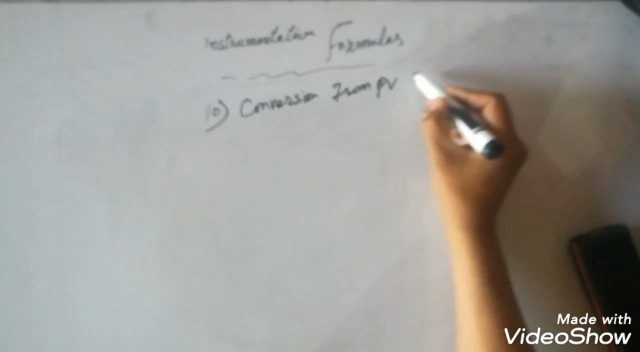 Instrumentation Formulas
10) Conversion From PV
Made with
VideoShow